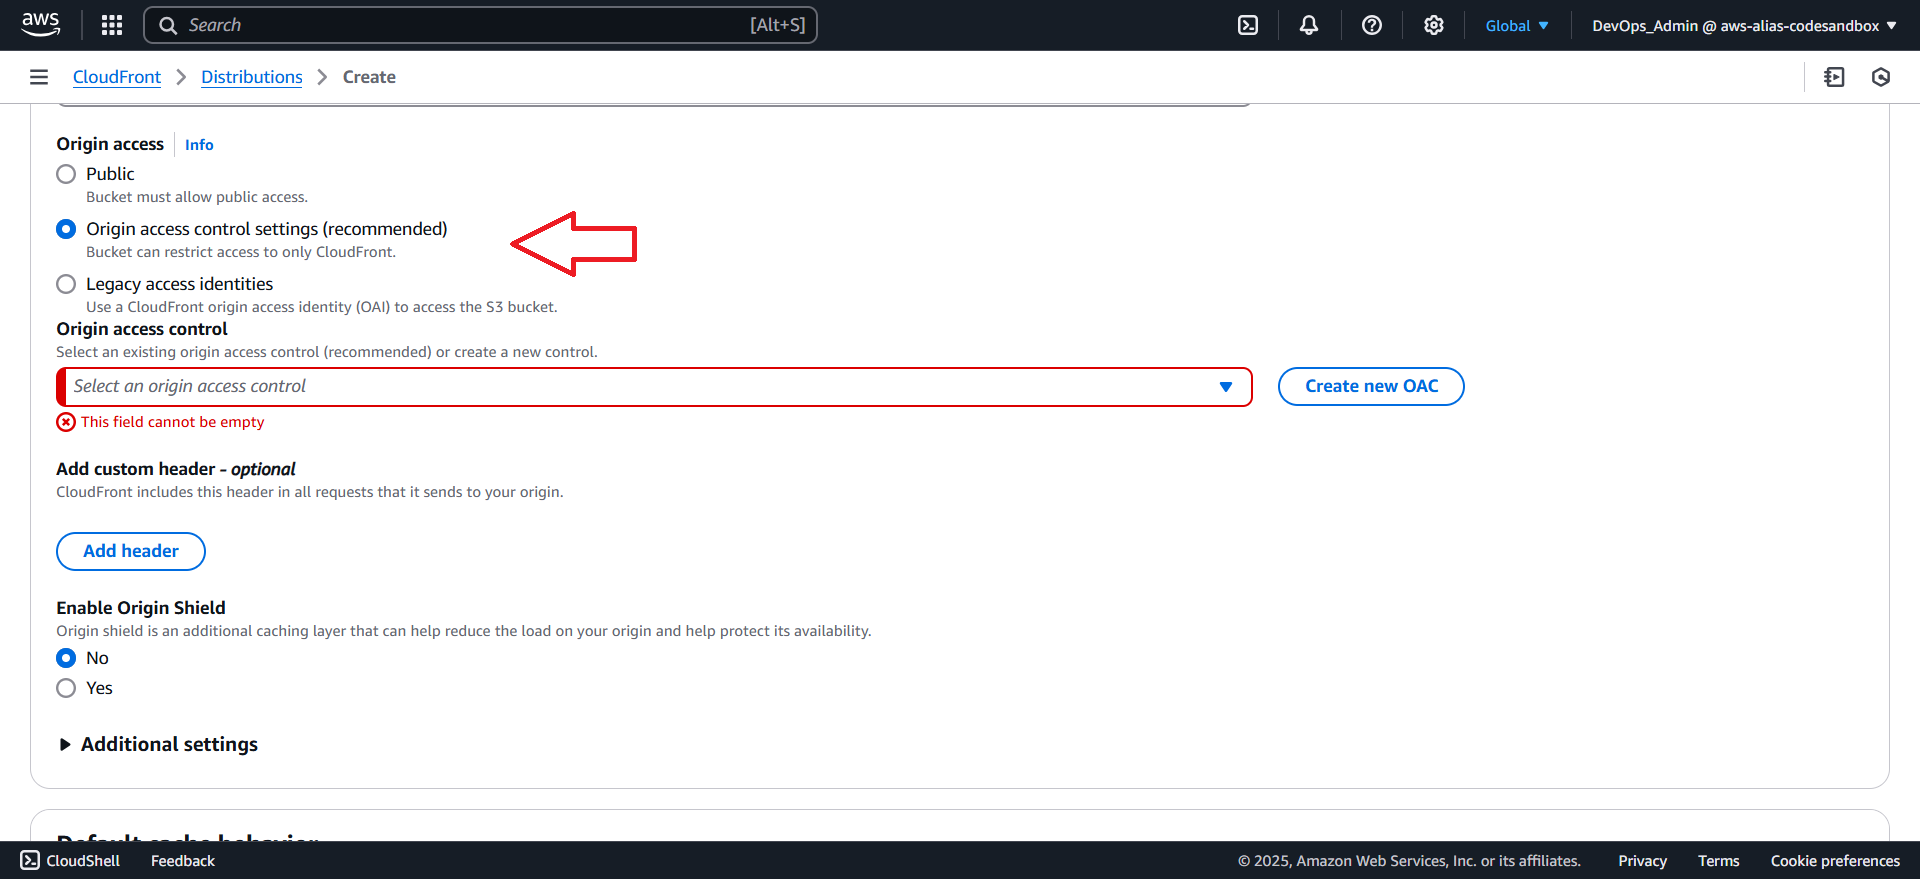 aws
Search [Alt+S]
Global
DevOps_Admin @ aws-alias-codesandbox
CloudFront Distributions Create
Origin access Info
Public
Bucket must allow public access.
Origin access control settings (recommended)
Bucket can restrict access to only CloudFront.
Legacy access identities
Use a CloudFront origin access identity (OAI) to access the S3 bucket.
Origin access control
Select an existing origin access control (recommended) or create a new control.
Select an origin access control
Create new OAC
This field cannot be empty
Add custom header - optional
CloudFront includes this header in all requests that it sends to your origin.
Add header
Enable Origin Shield
Origin shield is an additional caching layer that can help reduce the load on your origin and help protect its availability.
No
Yes
Additional settings
Default cache behavior
CloudShell Feedback © 2025, Amazon Web Services, Inc. or its affiliates. Privacy Terms Cookie preferences